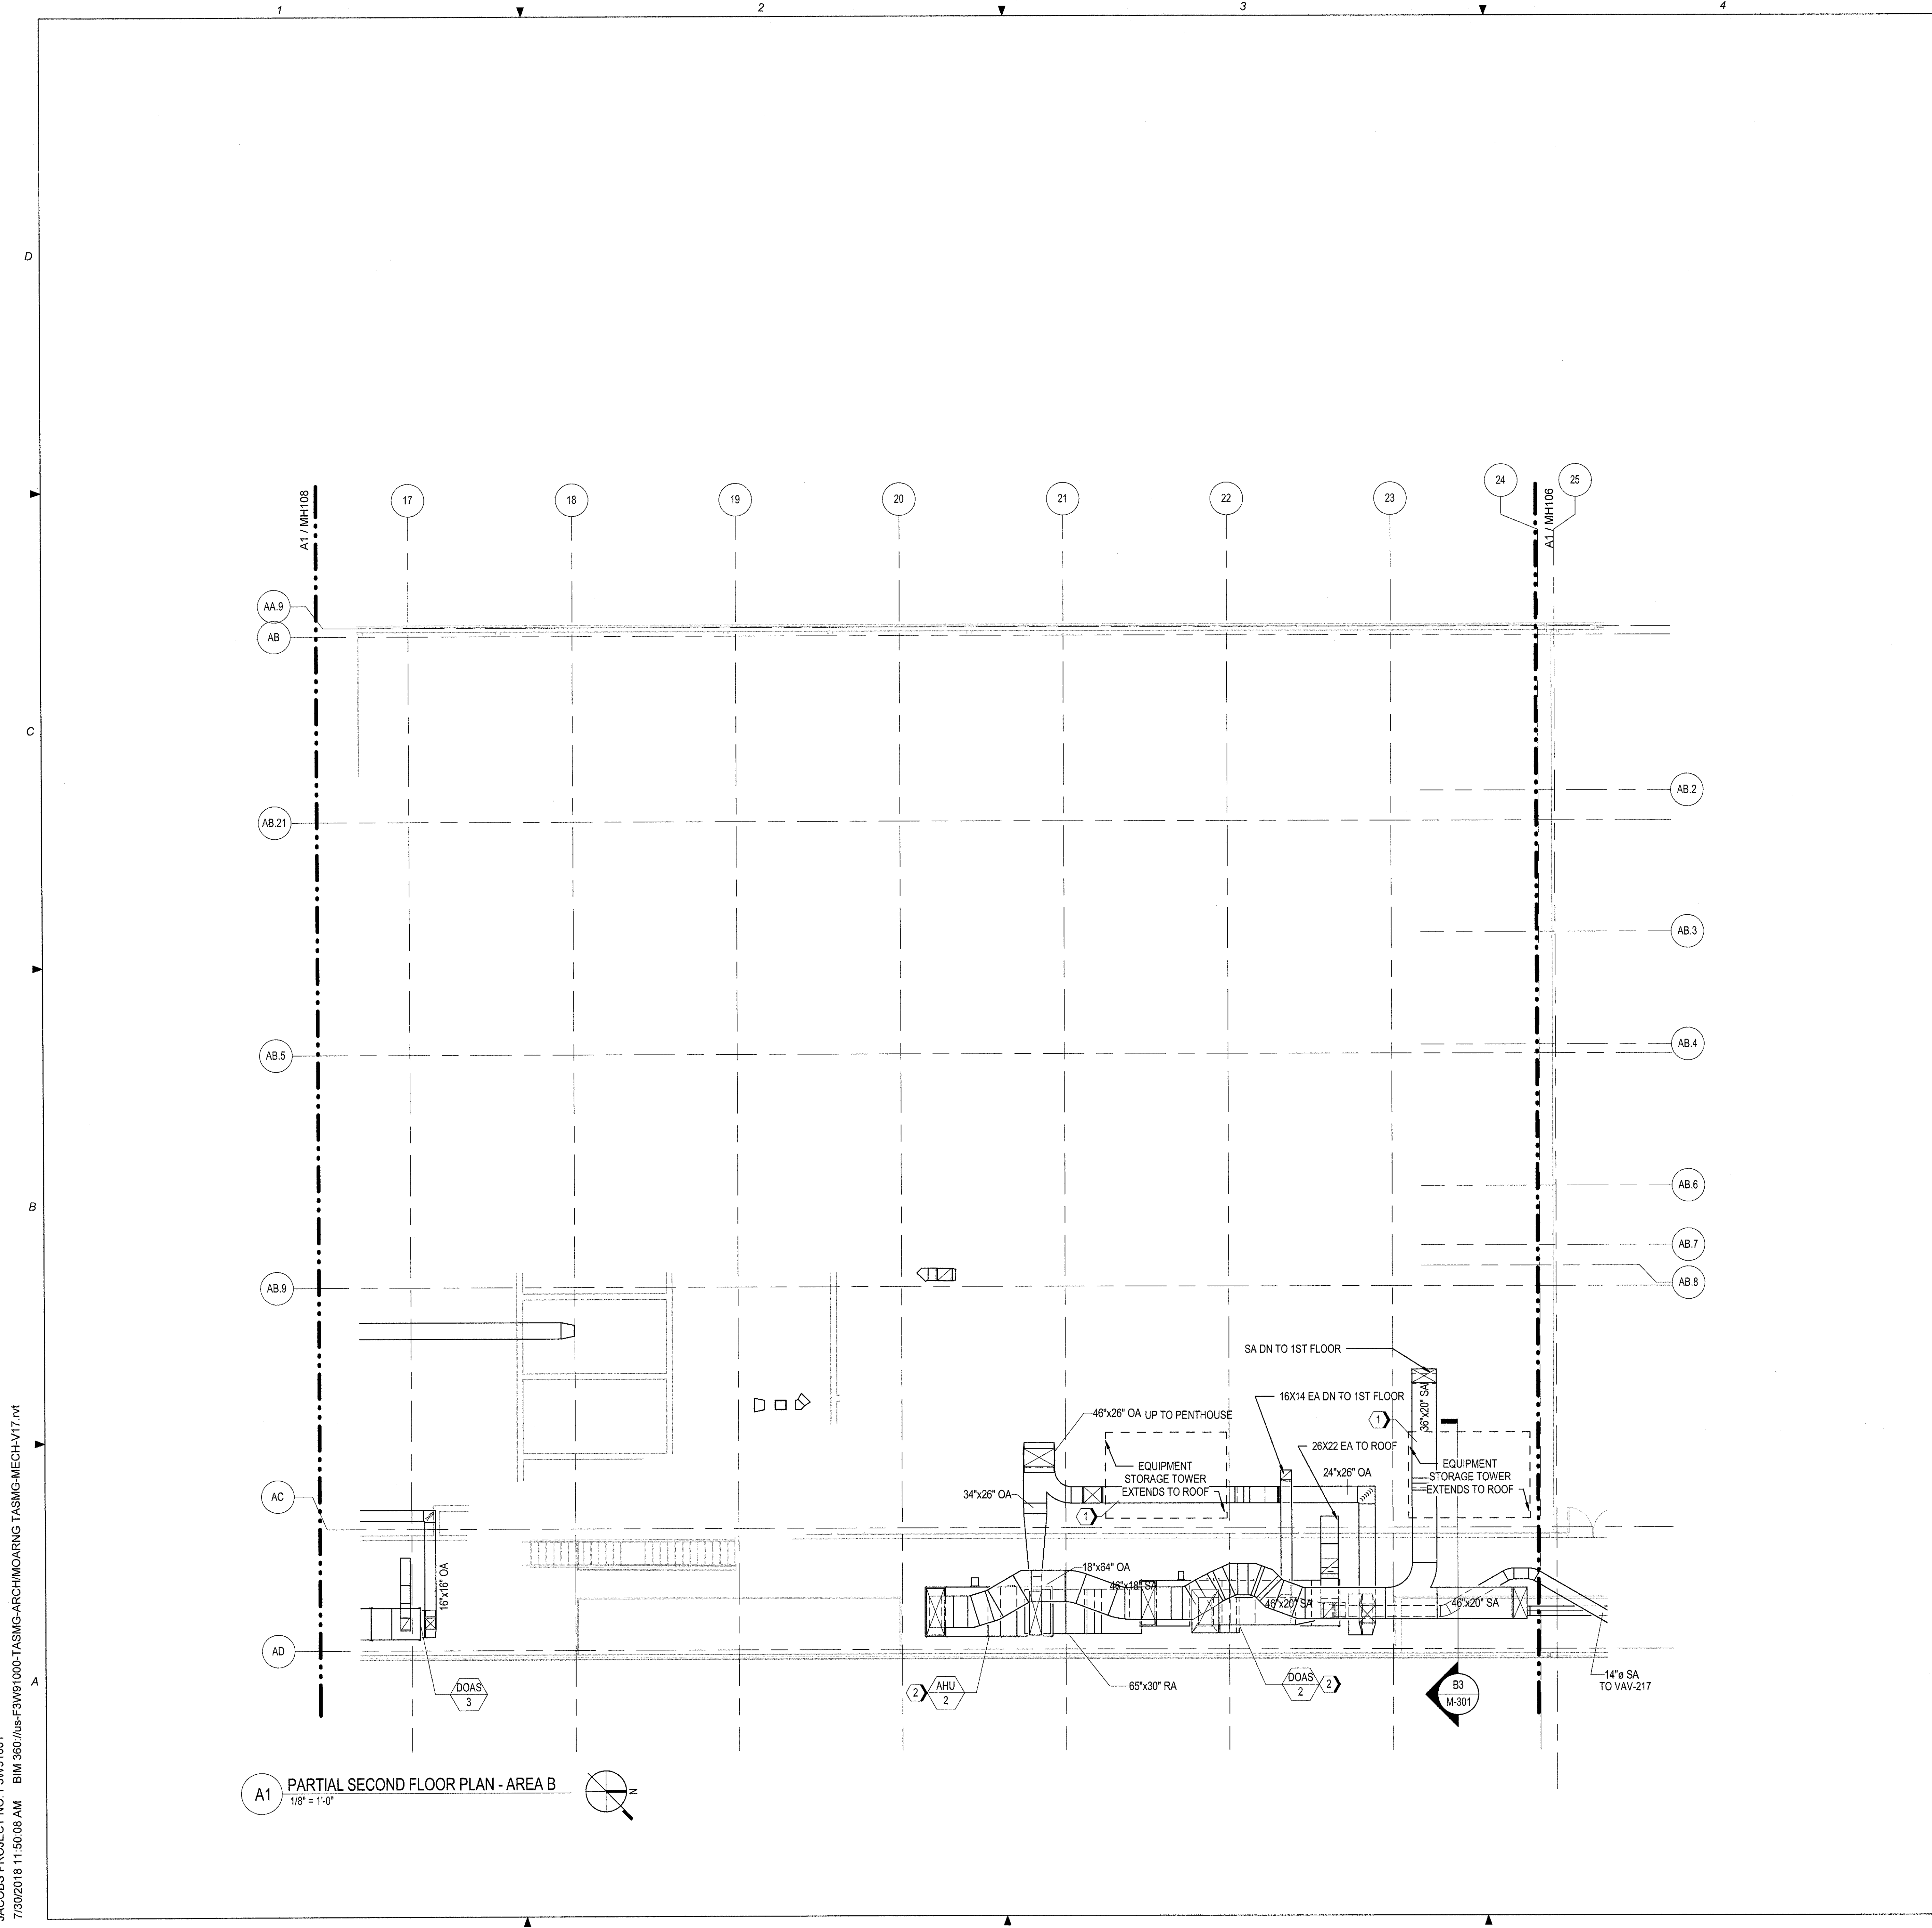 1
2
3
4
D
C
B
A
A1 / MH108
17
18
19
20
21
22
23
24
25
A1 / MH106
AA.9
AB
AB.2
AB.21
AB.3
AB.5
AB.4
AB.6
AB.7
AB.9
AB.8
SA DN TO 1ST FLOOR
36"x20" SA
16X14 EA DN TO 1ST FLOOR
1
46"x26" OA UP TO PENTHOUSE
26X22 EA TO ROOF
EQUIPMENT
STORAGE TOWER
EXTENDS TO ROOF
24"x26" OA
EQUIPMENT
STORAGE TOWER
EXTENDS TO ROOF
34"x26" OA
1
AC
16"x16" OA
18"x64" OA
46"x18" SA
46"x20" SA
46"x20" SA
AD
DOAS
3
2
AHU
2
65"x30" RA
DOAS
2
2
B3
M-301
14"ø SA
TO VAV-217
A1
PARTIAL SECOND FLOOR PLAN - AREA B
1/8" = 1'-0"
N
7/30/2018 11:50:08 AM BIM 360://us-F3W91000-TASMG-ARCH/MOARNG TASMG-MECH-V17.rvt